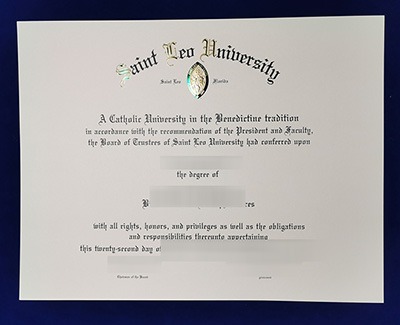 Saint Leo University
Saint Leo Florida
A Catholic University in the Benedictine tradition
in accordance with the recommendation of the President and Faculty,
the Board of Trustees of Saint Leo University had conferred upon
the degree of
with all rights, honors, and privileges as well as the obligations
and responsibilities thereunto appertaining
this twenty-second day of